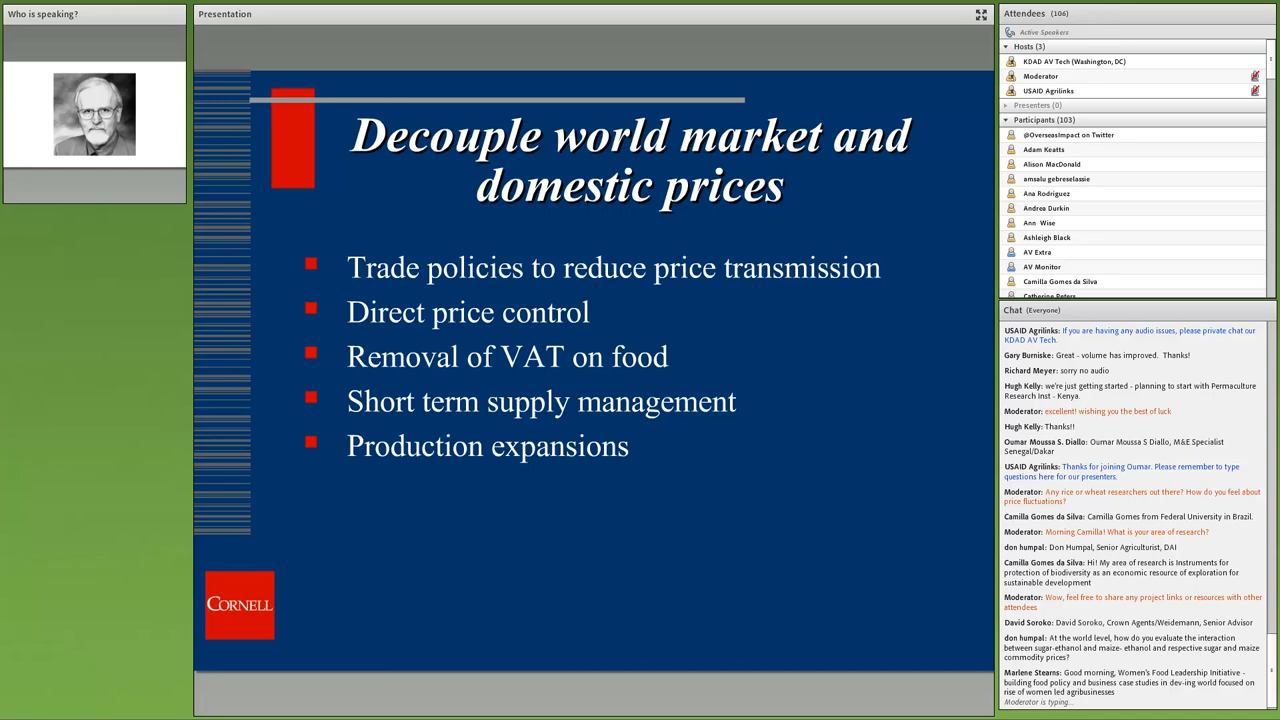 Who is speaking?
Presentation
Decouple world market and
domestic prices
Trade policies to reduce price transmission
Direct price control
Removal of VAT on food
Short term supply management
Production expansions
CORNELL
Attendees (106)
Active Speakers
Hosts (3)
KDAD AV Tech (Washington, DC)
Moderator
USAID Agrilinks
Presenters (0)
Participants (103)
@OverseasImpact on Twitter
Adam Keatts
Alison MacDonald
amsalu gebreselassie
Ana Rodriguez
Andrea Durkin
Ann Wise
Ashleigh Black
AV Extra
AV Monitor
Camilla Gomes da Silva
Catherine Peters
Chat (Everyone)
USAID Agrilinks: If you are having any audio issues, please private chat our
KDAD AV Tech.
Gary Burniske: Great - volume has improved. Thanks!
Richard Meyer: sorry no audio
Hugh Kelly: we're just getting started - planning to start with Permaculture
Research Inst - Kenya.
Moderator: excellent! wishing you the best of luck
Hugh Kelly: Thanks!!
Oumar Moussa S. Diallo: Oumar Moussa S Diallo, M&E Specialist
Senegal/Dakar
USAID Agrilinks: Thanks for joining Oumar. Please remember to type
questions here for our presenters.
Moderator: Any rice or wheat researchers out there? How do you feel about
price fluctuations?
Camilla Gomes da Silva: Camilla Gomes from Federal University in Brazil.
Moderator: Morning Camilla! What is your area of research?
don humpal: Don Humpal, Senior Agriculturist, DAI
Camilla Gomes da Silva: Hi! My area of research is Instruments for
protection of biodiversity as an economic resource of exploration for
sustainable development
Moderator: Wow, feel free to share any project links or resources with other
attendees
David Soroko: David Soroko, Crown Agents/Weidemann, Senior Advisor
don humpal: At the world level, how do you evaluate the interaction
between sugar-ethanol and maize- ethanol and respective sugar and maize
commodity prices?
Marlene Stearns: Good morning, Women's Food Leadership Initiative -
building food policy and business case studies in dev-ing world focused on
rise of women led agribusinesses
Moderator is typing...